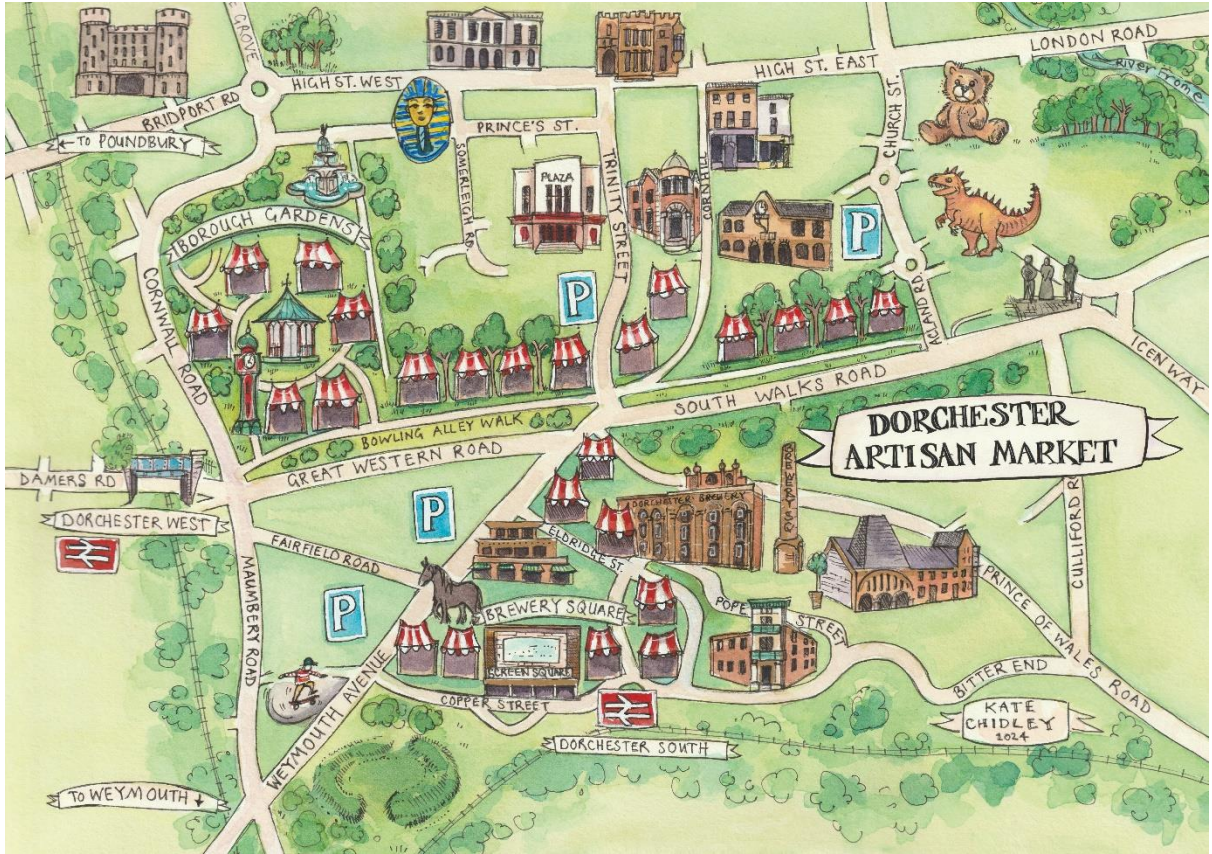 E GROVE
HIGH ST. WEST
HIGH ST. EAST
LONDON ROAD
River Frome
BRIDPORT RD
← TO POUNDBURY
PRINCE'S ST.
SOMERLEIGH RD
PLAZA
TRINITY STREET
CORNHILL
CHURCH ST.
P
BOROUGH GARDENS
CORNWALL ROAD
P
ACLAND RD.
ICEN WAY
SOUTH WALKS ROAD
DORCHESTER
ARTISAN MARKET
BOWLING ALLEY WALK
GREAT WESTERN ROAD
DAMERS RD
DORCHESTER WEST
P
DORCHESTER BREWERY
CULLIFORD R
FAIRFIELD ROAD
ELDRIDGE ST.
MAUMBERY ROAD
P
BREWERY SQUARE
POPE STREET
PRINCE OF WALES ROAD
SCREEN SQUARE
WEYMOUTH AVENUE
COPPER STREET
BITTER END
KATE
CHIDLEY
2024
DORCHESTER SOUTH
TO WEYMOUTH ↓